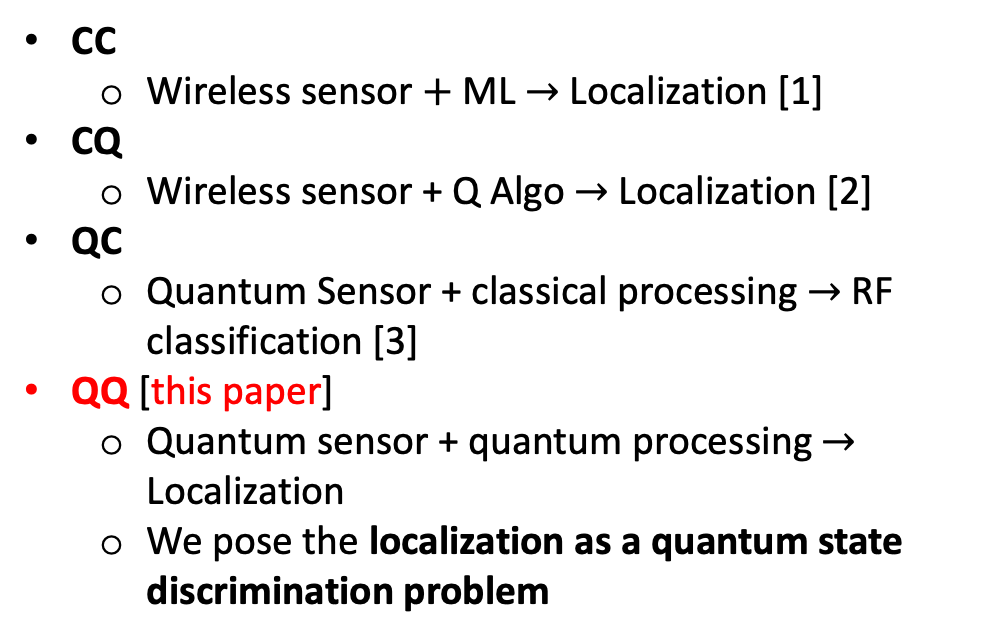 • CC
o Wireless sensor + ML → Localization [1]
• CQ
o Wireless sensor + Q Algo → Localization [2]
• QC
o Quantum Sensor + classical processing → RF
classification [3]
• QQ [this paper]
o Quantum sensor + quantum processing →
Localization
o We pose the localization as a quantum state
discrimination problem